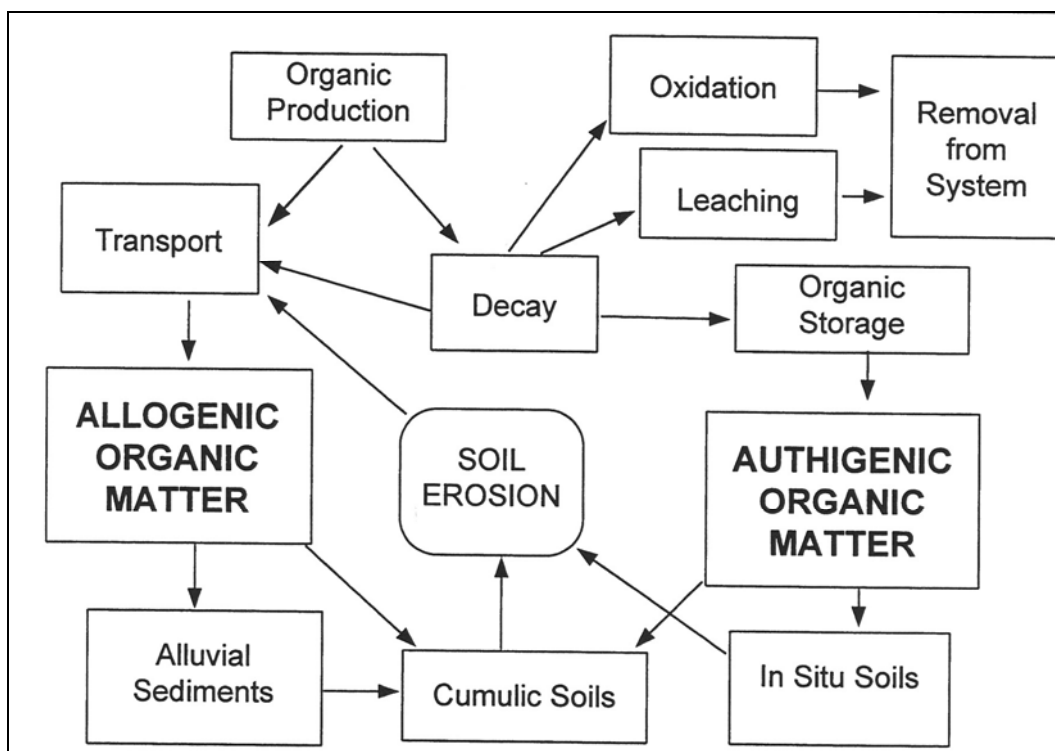 Organic
Production
Oxidation
Removal
from
System
Leaching
Transport
Decay
Organic
Storage
ALLOGENIC
ORGANIC
MATTER
SOIL
EROSION
AUTHIGENIC
ORGANIC
MATTER
Alluvial
Sediments
Cumulic Soils
In Situ Soils